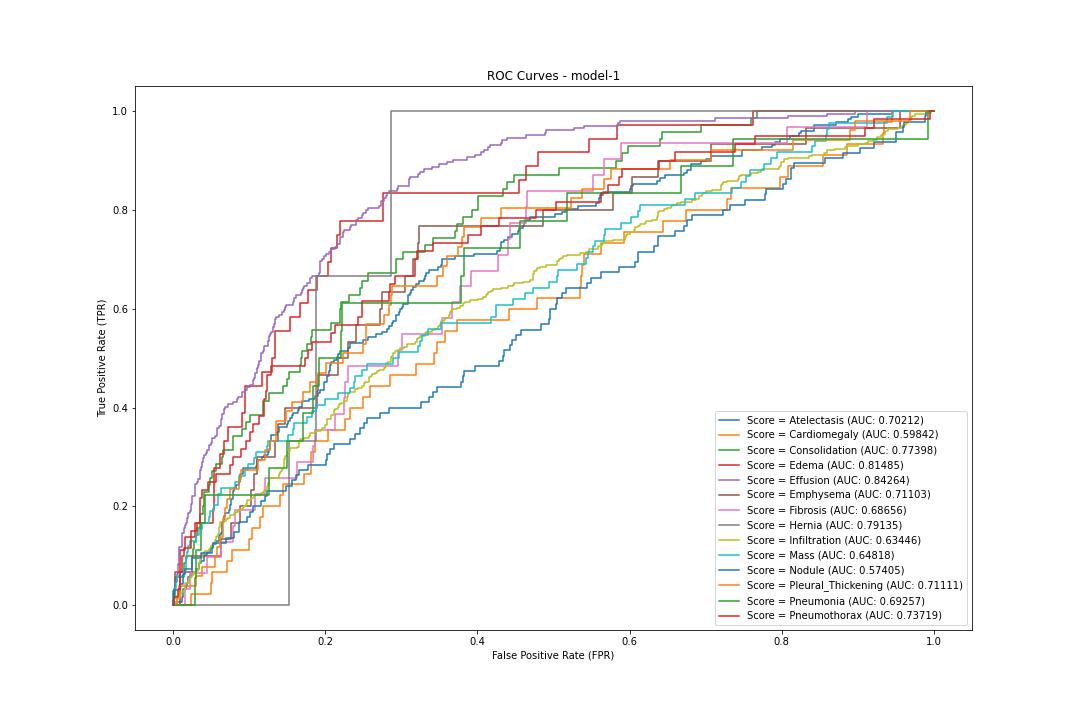 ROC Curves - model-1
1.0
0.8
0.6
0.4
0.2
0.0
True Positive Rate (TPR)
Score = Atelectasis (AUC: 0.70212)
Score = Cardiomegaly (AUC: 0.59842)
Score = Consolidation (AUC: 0.77398)
Score = Edema (AUC: 0.81485)
Score = Effusion (AUC: 0.84264)
Score = Emphysema (AUC: 0.71103)
Score = Fibrosis (AUC: 0.68656)
Score = Hernia (AUC: 0.79135)
Score = Infiltration (AUC: 0.63446)
Score = Mass (AUC: 0.64818)
Score = Nodule (AUC: 0.57405)
Score = Pleural_Thickening (AUC: 0.71111)
Score = Pneumonia (AUC: 0.69257)
Score = Pneumothorax (AUC: 0.73719)
0.0 0.2 0.4 0.6 0.8 1.0
False Positive Rate (FPR)